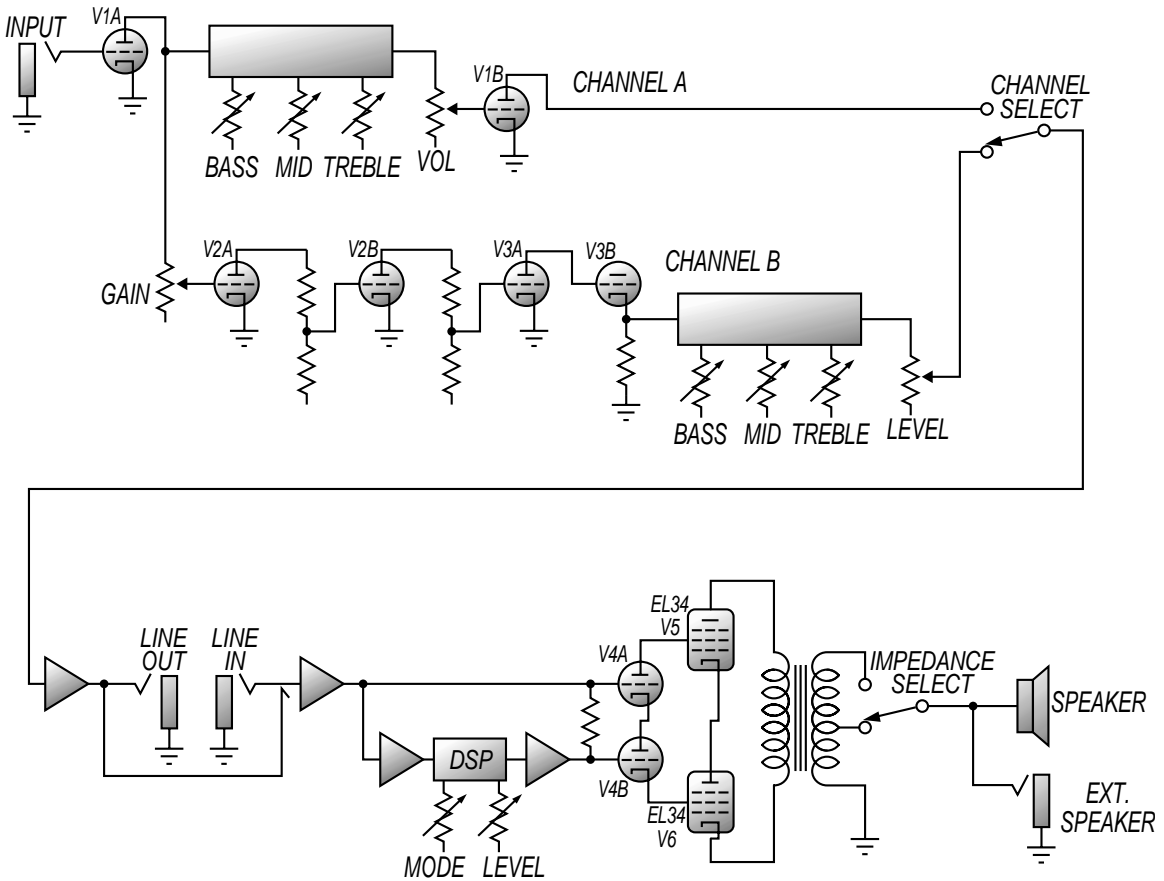 INPUT
V1A
V1B
CHANNEL A
CHANNEL
SELECT
BASS MID TREBLE VOL
V2A
V2B
V3A
V3B
CHANNEL B
GAIN
BASS MID TREBLE LEVEL
LINE
OUT
LINE
IN
DSP
MODE LEVEL
V4A
V4B
EL34
V5
EL34
V6
IMPEDANCE
SELECT
SPEAKER
EXT.
SPEAKER